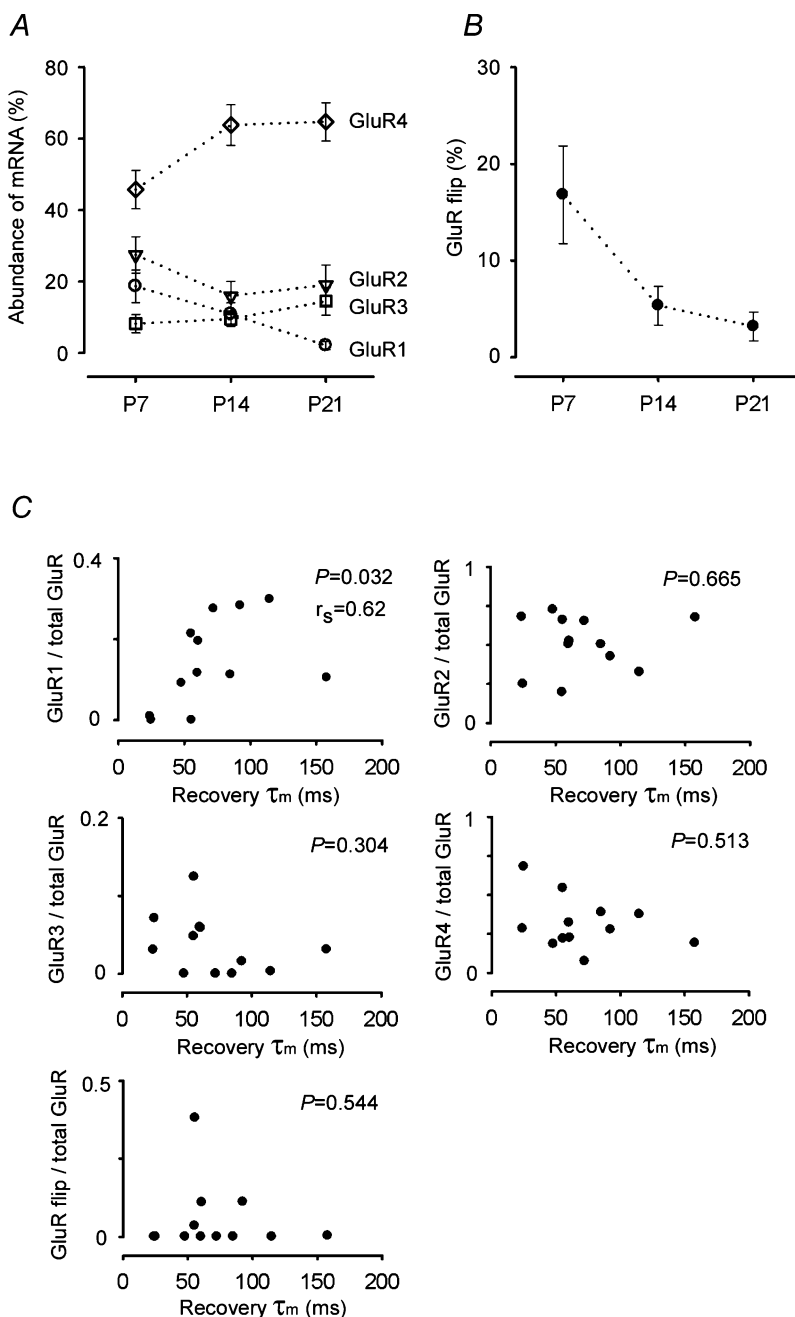 A
Abundance of mRNA (%)
80
60
40
20
0
GluR4
GluR2
GluR3
GluR1
P7 P14 P21
B
GluR flip (%)
30
20
10
0
P7 P14 P21
C
GluR1 / total GluR
0.4
0
P=0.032
rs=0.62
0 50 100 150 200
Recovery τm (ms)
GluR2 / total GluR
1
0
P=0.665
0 50 100 150 200
Recovery τm (ms)
GluR3 / total GluR
0.2
0
P=0.304
0 50 100 150 200
Recovery τm (ms)
GluR4 / total GluR
1
0
P=0.513
0 50 100 150 200
Recovery τm (ms)
GluR flip / total GluR
0.5
0
P=0.544
0 50 100 150 200
Recovery τm (ms)